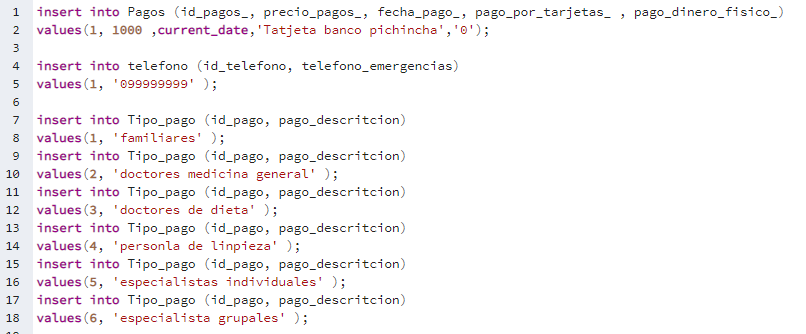 1 insert into Pagos (id_pagos_, precio_pagos_, fecha_pago_, pago_por_tarjetas_ , pago_dinero_fisico_)
2 values(1, 1000 ,current_date,'Tatjeta banco pichincha','0');
3
4 insert into telefono (id_telefono, telefono_emergencias)
5 values(1, '099999999' );
6
7 insert into Tipo_pago (id_pago, pago_descritcion)
8 values(1, 'familiares' );
9 insert into Tipo_pago (id_pago, pago_descritcion)
10 values(2, 'doctores medicina general' );
11 insert into Tipo_pago (id_pago, pago_descritcion)
12 values(3, 'doctores de dieta' );
13 insert into Tipo_pago (id_pago, pago_descritcion)
14 values(4, 'personla de linpieza' );
15 insert into Tipo_pago (id_pago, pago_descritcion)
16 values(5, 'especialistas individuales' );
17 insert into Tipo_pago (id_pago, pago_descritcion)
18 values(6, 'especialista grupales' );